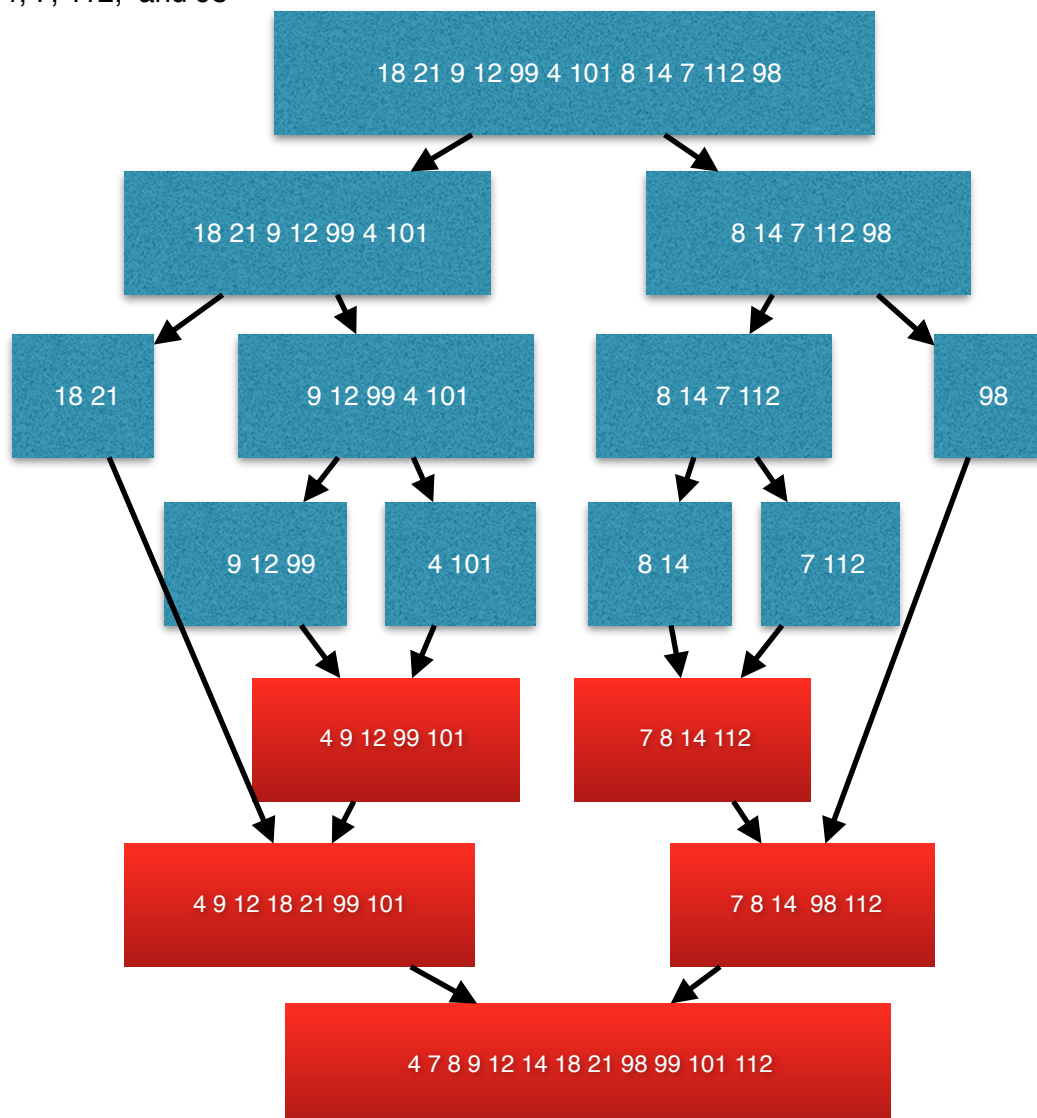 7, 112, and 98
18 21 9 12 99 4 101 8 14 7 112 98
18 21 9 12 99 4 101
8 14 7 112 98
18 21
9 12 99 4 101
8 14 7 112
98
9 12 99
4 101
8 14
7 112
4 9 12 99 101
7 8 14 112
4 9 12 18 21 99 101
7 8 14 98 112
4 7 8 9 12 14 18 21 98 99 101 112